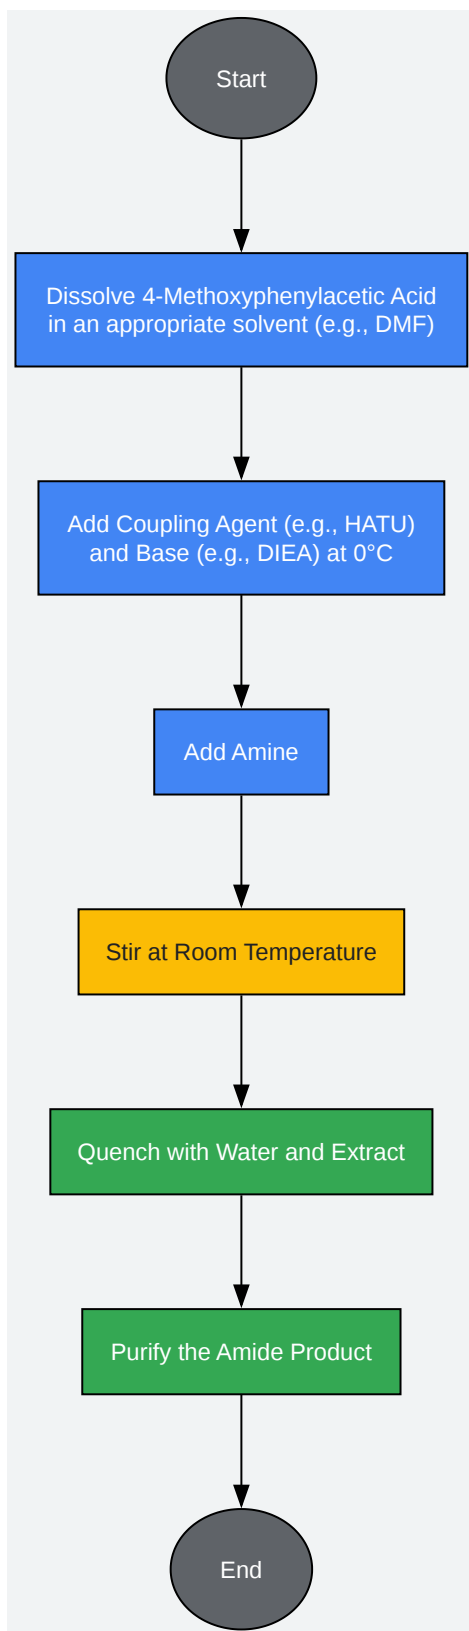 Start
Dissolve 4-Methoxyphenylacetic Acid
in an appropriate solvent (e.g., DMF)
Add Coupling Agent (e.g., HATU)
and Base (e.g., DIEA) at 0°C
Add Amine
Stir at Room Temperature
Quench with Water and Extract
Purify the Amide Product
End